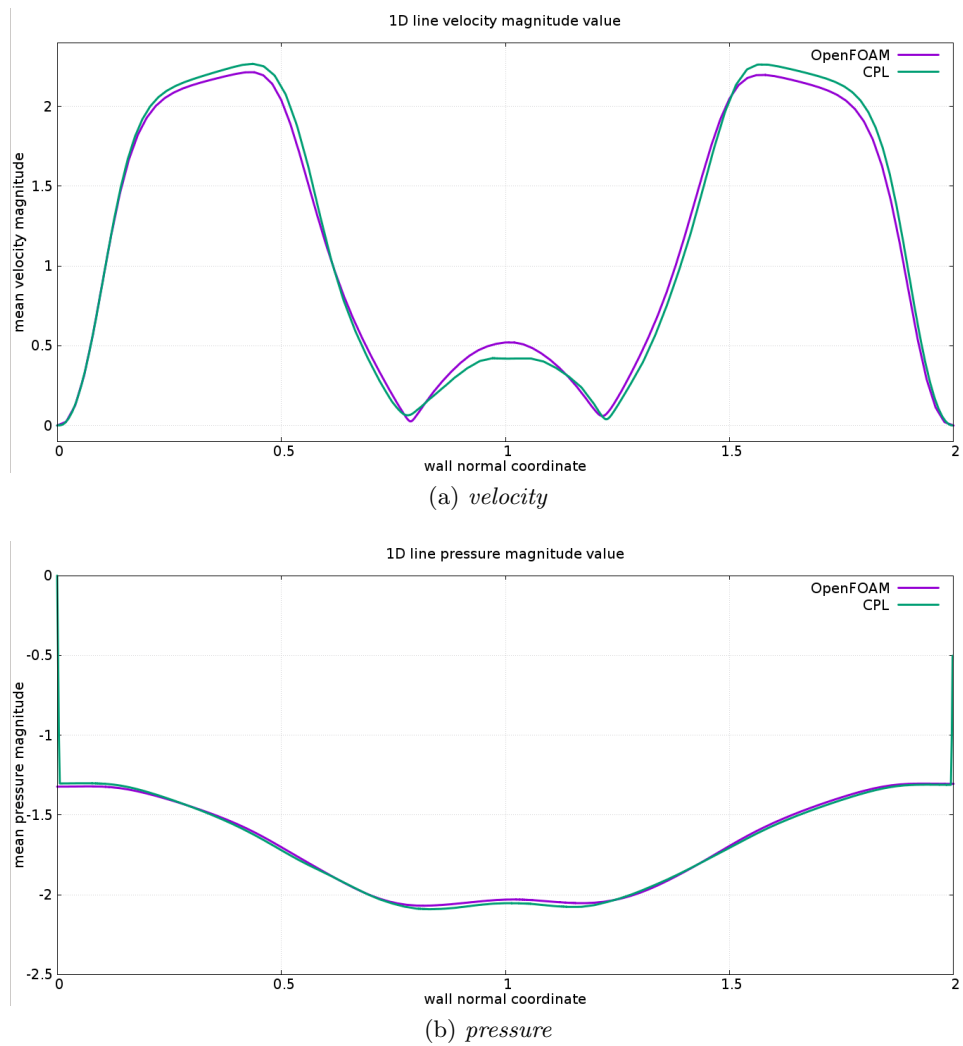 1D line velocity magnitude value
OpenFOAM
CPL
2
1.5
1
0.5
0
mean velocity magnitude
0 0.5 1 1.5 2
wall normal coordinate
(a) velocity
1D line pressure magnitude value
OpenFOAM
CPL
0
-0.5
-1
-1.5
-2
-2.5
mean pressure magnitude
0 0.5 1 1.5 2
wall normal coordinate
(b) pressure